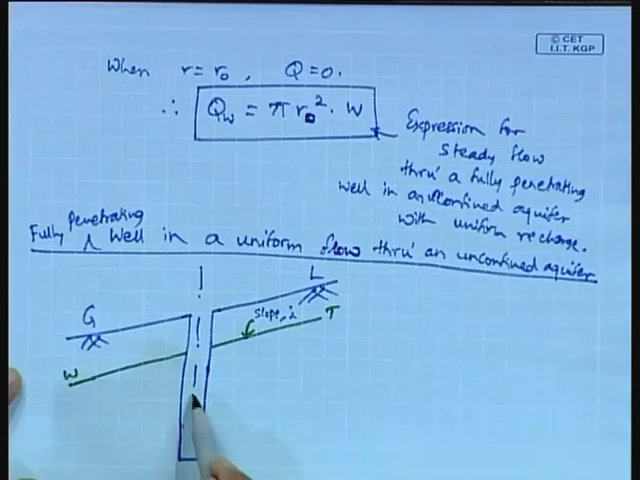 © CET
I.I.T. KGP
When r = r₀, Q = 0.
∴ Q_w = π r₀² · W
Expression for
steady flow
thru' a fully penetrating
well in an unconfined aquifer
with uniform recharge.
Fully penetrating Well in a uniform flow thru' an unconfined aquifer
G L
slope, i
W T